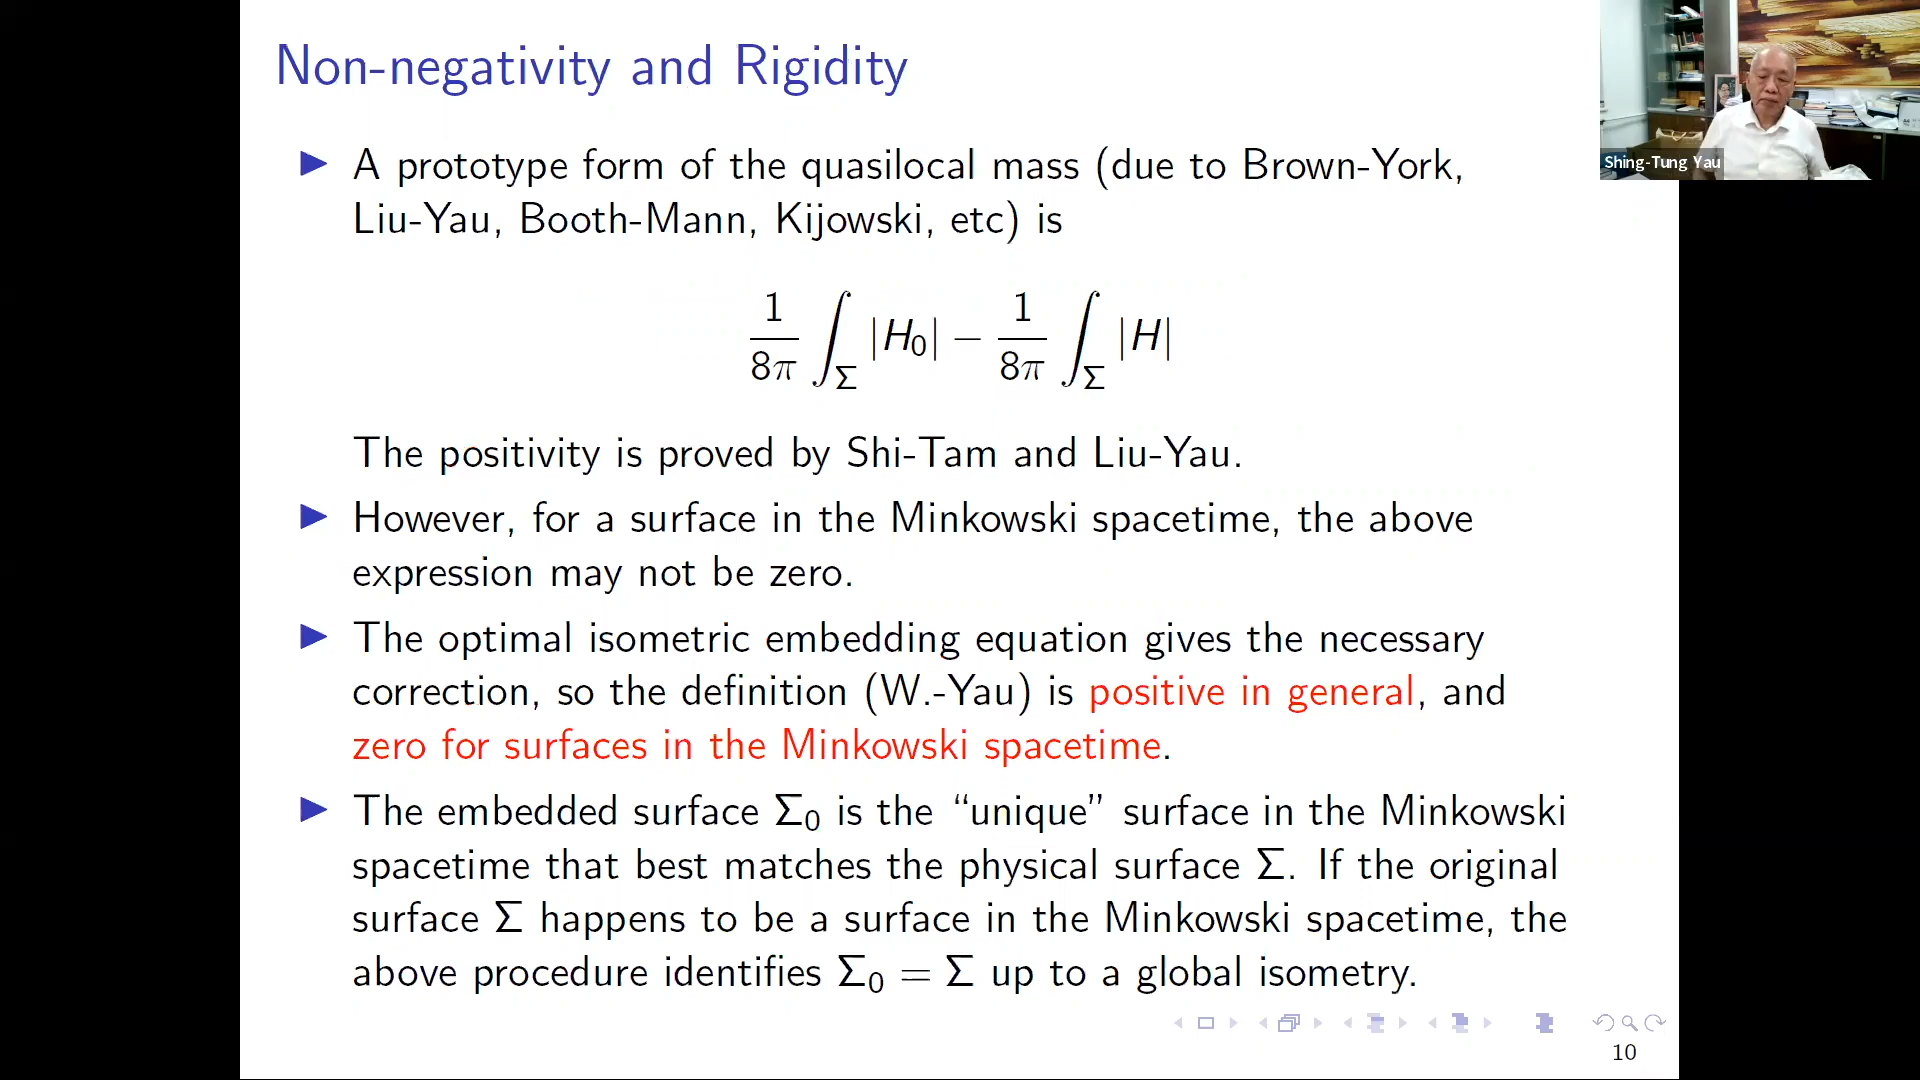 Non-negativity and Rigidity
Shing-Tung Yau
▶ A prototype form of the quasilocal mass (due to Brown-York,
Liu-Yau, Booth-Mann, Kijowski, etc) is
1/8π ∫_Σ |H₀| − 1/8π ∫_Σ |H|
The positivity is proved by Shi-Tam and Liu-Yau.
▶ However, for a surface in the Minkowski spacetime, the above
expression may not be zero.
▶ The optimal isometric embedding equation gives the necessary
correction, so the definition (W.-Yau) is positive in general, and
zero for surfaces in the Minkowski spacetime.
▶ The embedded surface Σ₀ is the “unique” surface in the Minkowski
spacetime that best matches the physical surface Σ. If the original
surface Σ happens to be a surface in the Minkowski spacetime, the
above procedure identifies Σ₀ = Σ up to a global isometry.
10